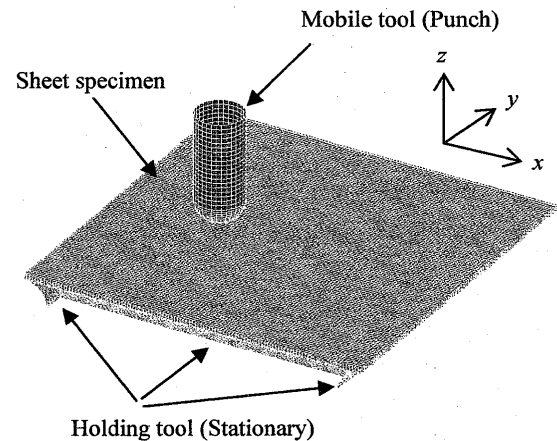 Mobile tool (Punch)
Sheet specimen
z
y
x
Holding tool (Stationary)